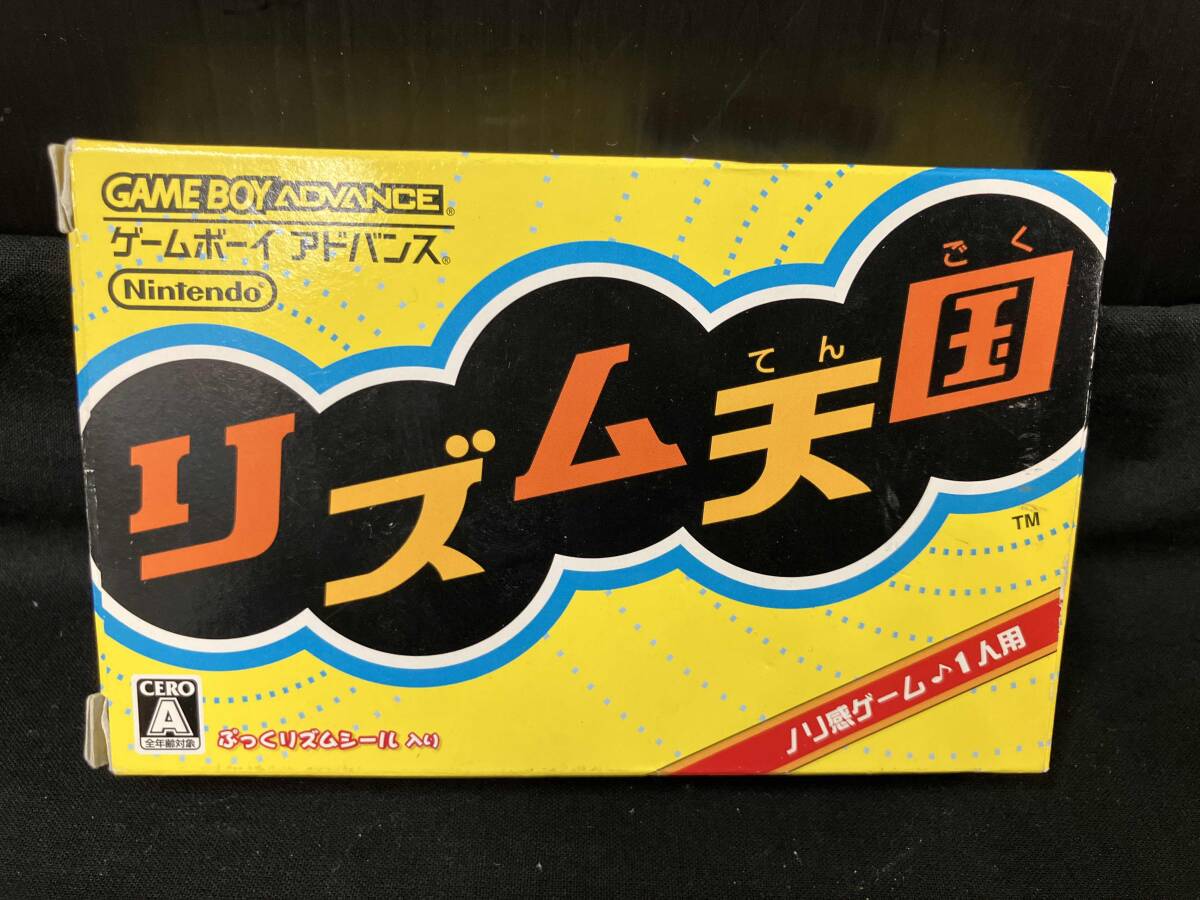 GAME BOY ADVANCE®
ゲームボーイ アドバンス®
Nintendo®
ごく
てん
リズム天国
TM
ノリ感ゲーム♪1人用
CERO
A
全年齢対象
ぷっくリズムシール 入り